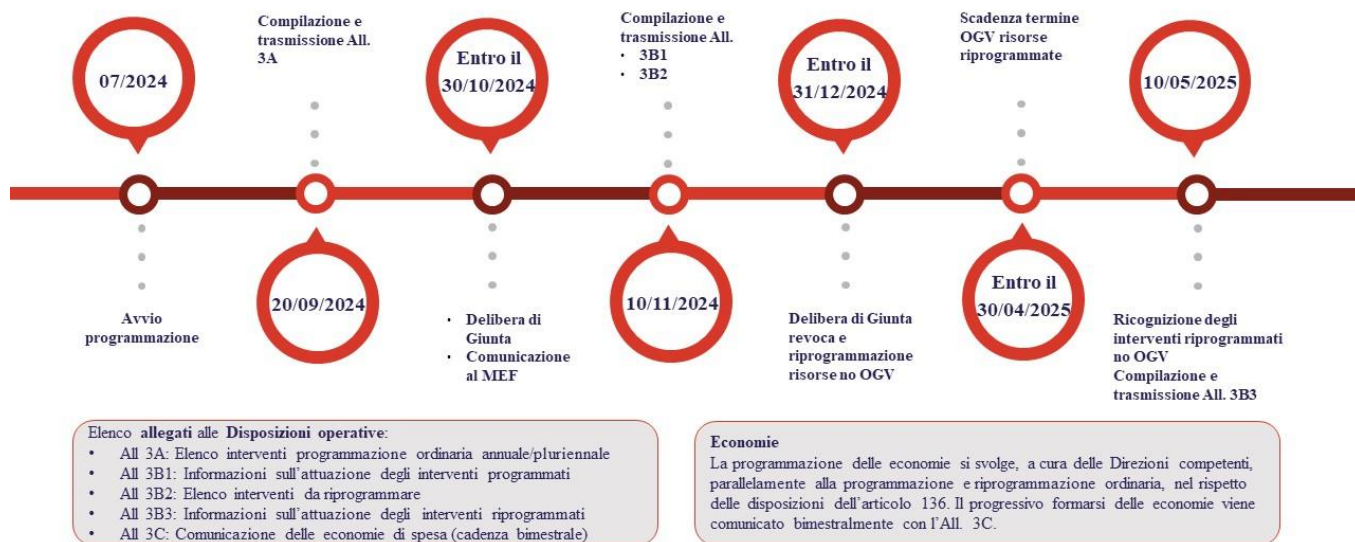 07/2024
Avvio
programmazione
Compilazione e
trasmissione All.
3A
20/09/2024
Entro il
30/10/2024
• Delibera di
Giunta
• Comunicazione
al MEF
Compilazione e
trasmissione All.
• 3B1
• 3B2
10/11/2024
Entro il
31/12/2024
Delibera di Giunta
revoca e
riprogrammazione
risorse no OGV
Scadenza termine
OGV risorse
riprogrammate
Entro il
30/04/2025
10/05/2025
Ricognizione degli
interventi riprogrammati
no OGV
Compilazione e
trasmissione All. 3B3
Elenco allegati alle Disposizioni operative:
• All 3A: Elenco interventi programmazione ordinaria annuale/pluriennale
• All 3B1: Informazioni sull'attuazione degli interventi programmati
• All 3B2: Elenco interventi da riprogrammare
• All 3B3: Informazioni sull'attuazione degli interventi riprogrammati
• All 3C: Comunicazione delle economie di spesa (cadenza bimestrale)
Economie
La programmazione delle economie si svolge, a cura delle Direzioni competenti,
parallelamente alla programmazione e riprogrammazione ordinaria, nel rispetto
delle disposizioni dell'articolo 136. Il progressivo formarsi delle economie viene
comunicato bimestralmente con l'All. 3C.